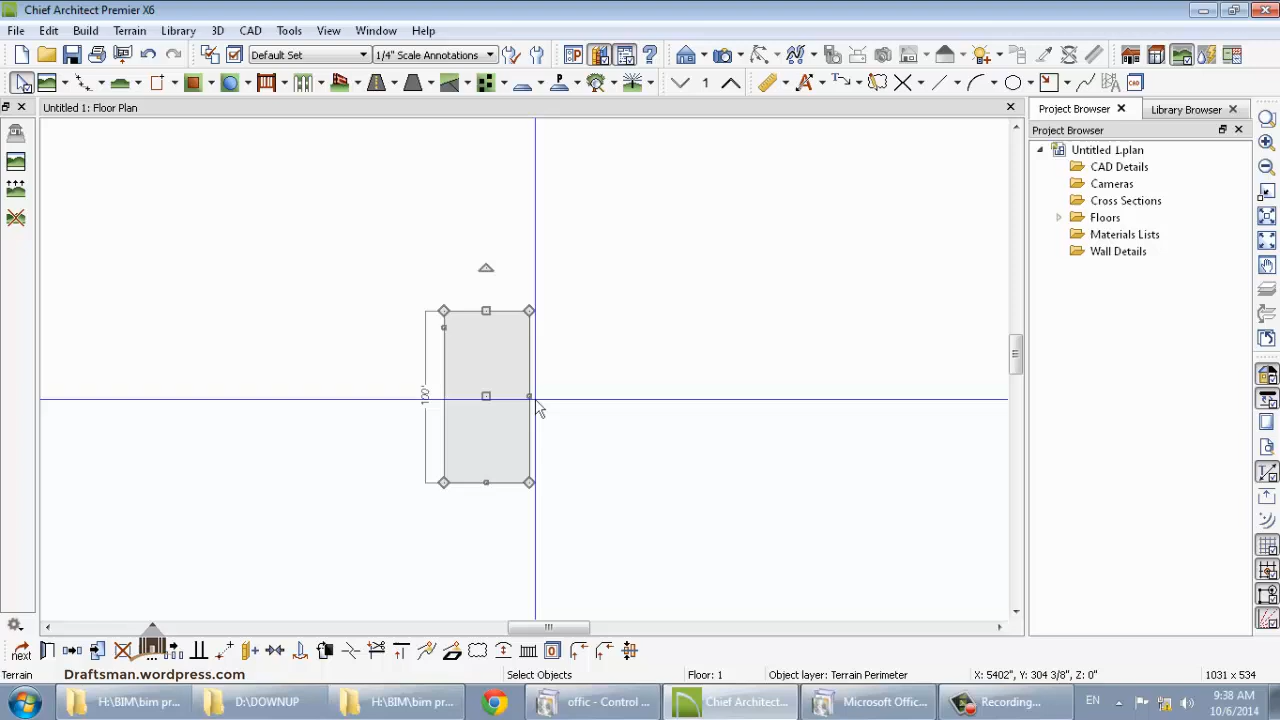 Chief Architect Premier X6
File Edit Build Terrain Library 3D CAD Tools View Window Help
Default Set 1/4" Scale Annotations
1
Untitled 1: Floor Plan
Project Browser Library Browser
Project Browser
Untitled 1.plan
CAD Details
Cameras
Cross Sections
Floors
Materials Lists
Wall Details
100'
next
Draftsman.wordpress.com
Terrain Select Objects Floor: 1 Object layer: Terrain Perimeter X: 5402", Y: 304 3/8", Z: 0" 1031 x 534
H:\BIM\bim pr... D:\DOWNUP H:\BIM\bim pr... offic - Control ... Chief Architect... Microsoft Offic... Recording... EN 9:38 AM
10/6/2014